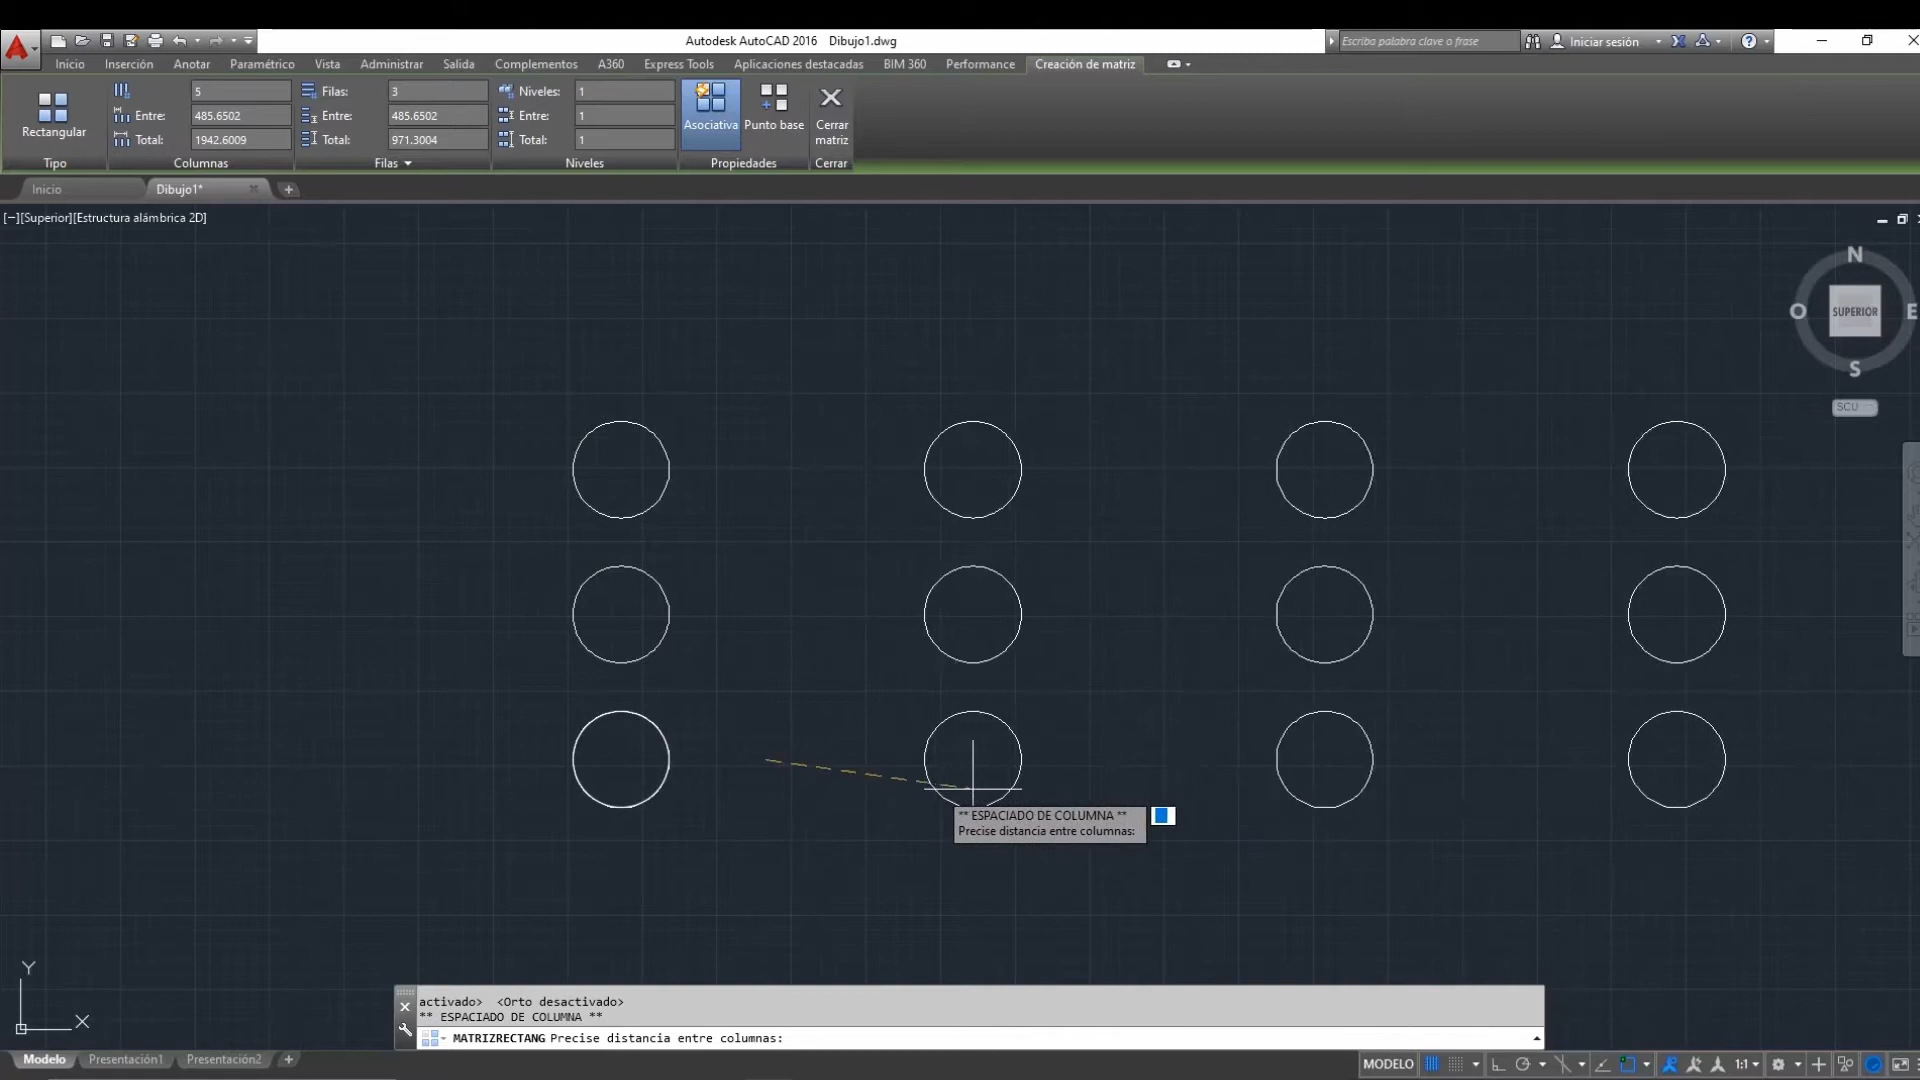 Autodesk AutoCAD 2016 Dibujo1.dwg
Escriba palabra clave o frase
Iniciar sesión
Inicio Inserción Anotar Paramétrico Vista Administrar Salida Complementos A360 Express Tools Aplicaciones destacadas BIM 360 Performance Creación de matriz
5 Filas: 3 Niveles: 1
Entre: 485.6502 Entre: 485.6502 Entre: 1
Total: 1942.6009 Total: 971.3004 Total: 1
Rectangular
Asociativa Punto base Cerrar matriz
Tipo Columnas Filas Niveles Propiedades Cerrar
Inicio Dibujo1*
[−][Superior][Estructura alámbrica 2D]
N
O SUPERIOR E
S
SCU
** ESPACIADO DE COLUMNA **
Precise distancia entre columnas:
Y
X
activado> <Orto desactivado>
** ESPACIADO DE COLUMNA **
MATRIZRECTANG Precise distancia entre columnas:
Modelo Presentación1 Presentación2 +
MODELO 1:1